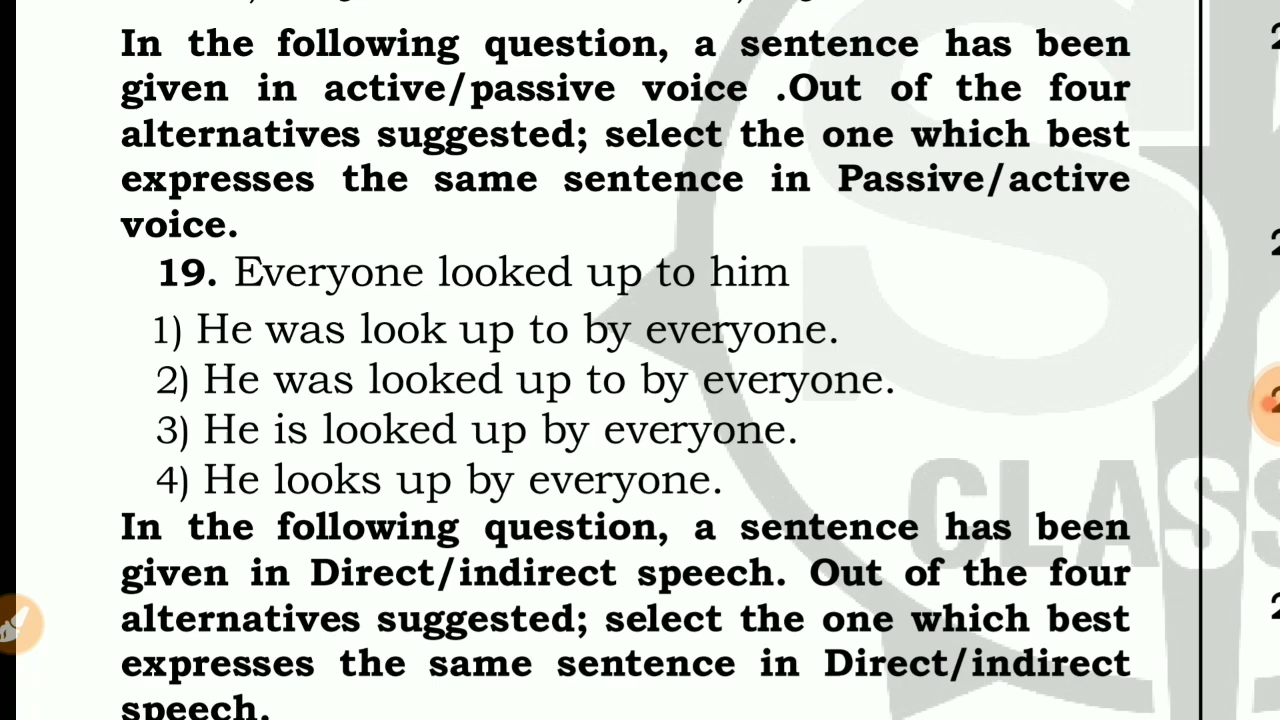 In the following question, a sentence has been
given in active/passive voice .Out of the four
alternatives suggested; select the one which best
expresses the same sentence in Passive/active
voice.
19. Everyone looked up to him
1) He was look up to by everyone.
2) He was looked up to by everyone.
3) He is looked up by everyone.
4) He looks up by everyone.
In the following question, a sentence has been
given in Direct/indirect speech. Out of the four
alternatives suggested; select the one which best
expresses the same sentence in Direct/indirect
speech.
CLASS